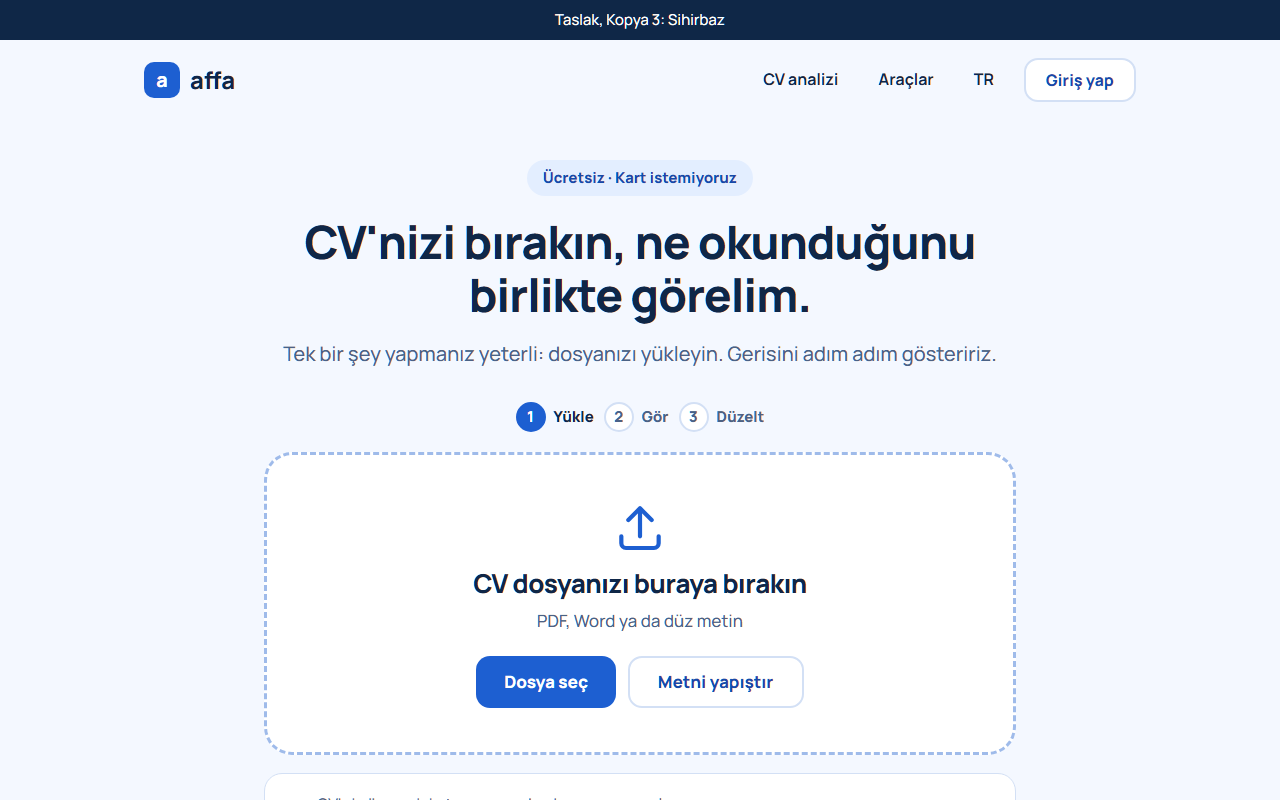 Taslak, Kopya 3: Sihirbaz
a affa
CV analizi Araçlar TR Giriş yap
Ücretsiz · Kart istemiyoruz
CV'nizi bırakın, ne okunduğunu
birlikte görelim.
Tek bir şey yapmanız yeterli: dosyanızı yükleyin. Gerisini adım adım gösteririz.
1 Yükle 2 Gör 3 Düzelt
CV dosyanızı buraya bırakın
PDF, Word ya da düz metin
Dosya seç Metni yapıştır